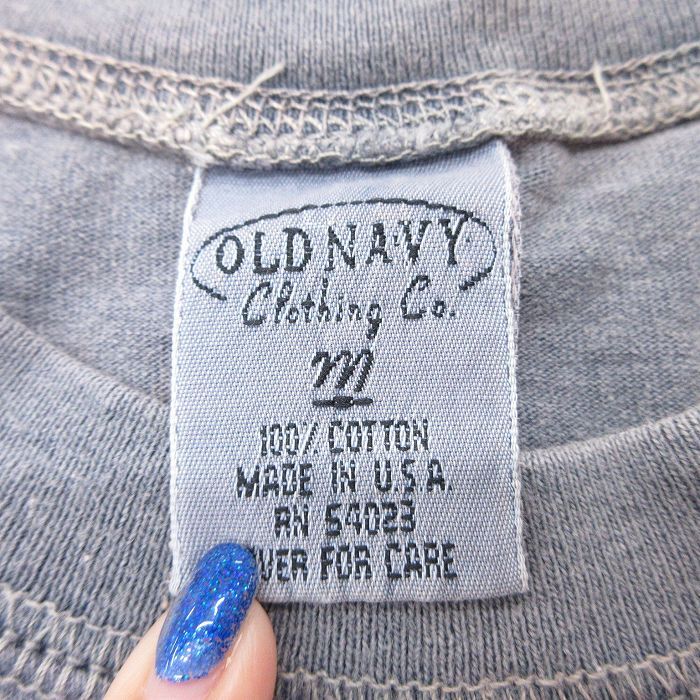 OLD NAVY
Clothing Co.
M
100% COTTON
MADE IN U.S.A.
RN 54023
FOR CARE